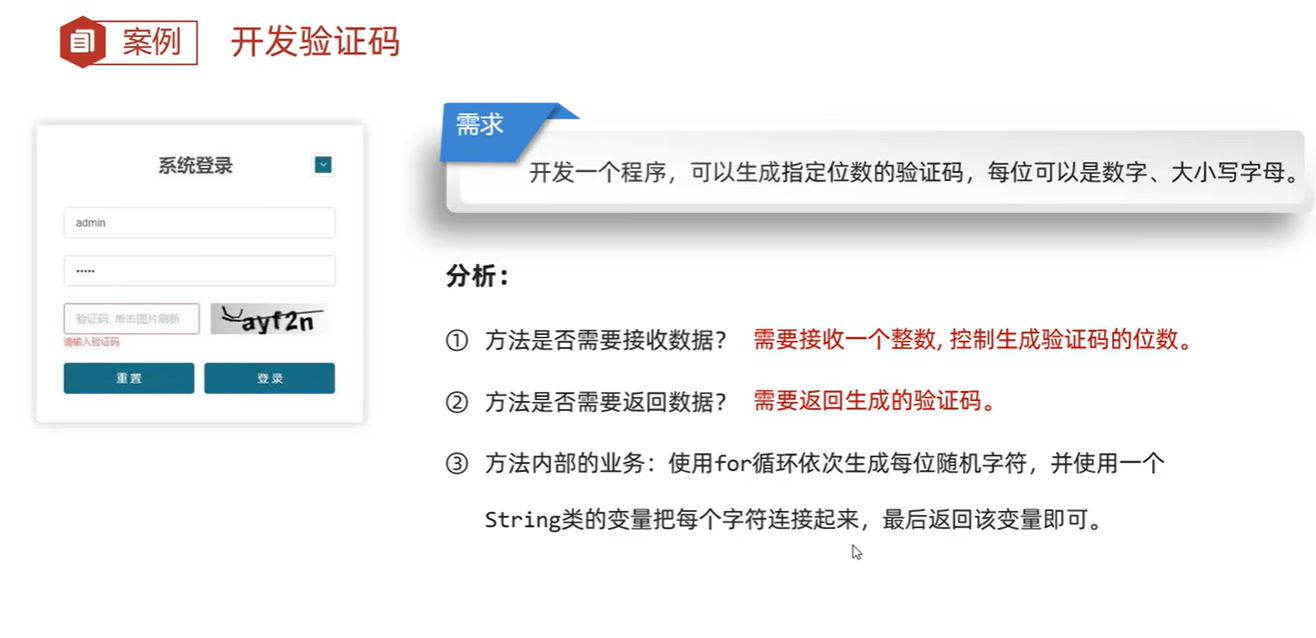 案例 开发验证码
系统登录
admin
验证码, 单击图片刷新
ayf2n
请输入验证码
重置
登录
需求
开发一个程序，可以生成指定位数的验证码，每位可以是数字、大小写字母。
分析：
① 方法是否需要接收数据？ 需要接收一个整数, 控制生成验证码的位数。
② 方法是否需要返回数据？ 需要返回生成的验证码。
③ 方法内部的业务：使用for循环依次生成每位随机字符，并使用一个
String类的变量把每个字符连接起来，最后返回该变量即可。